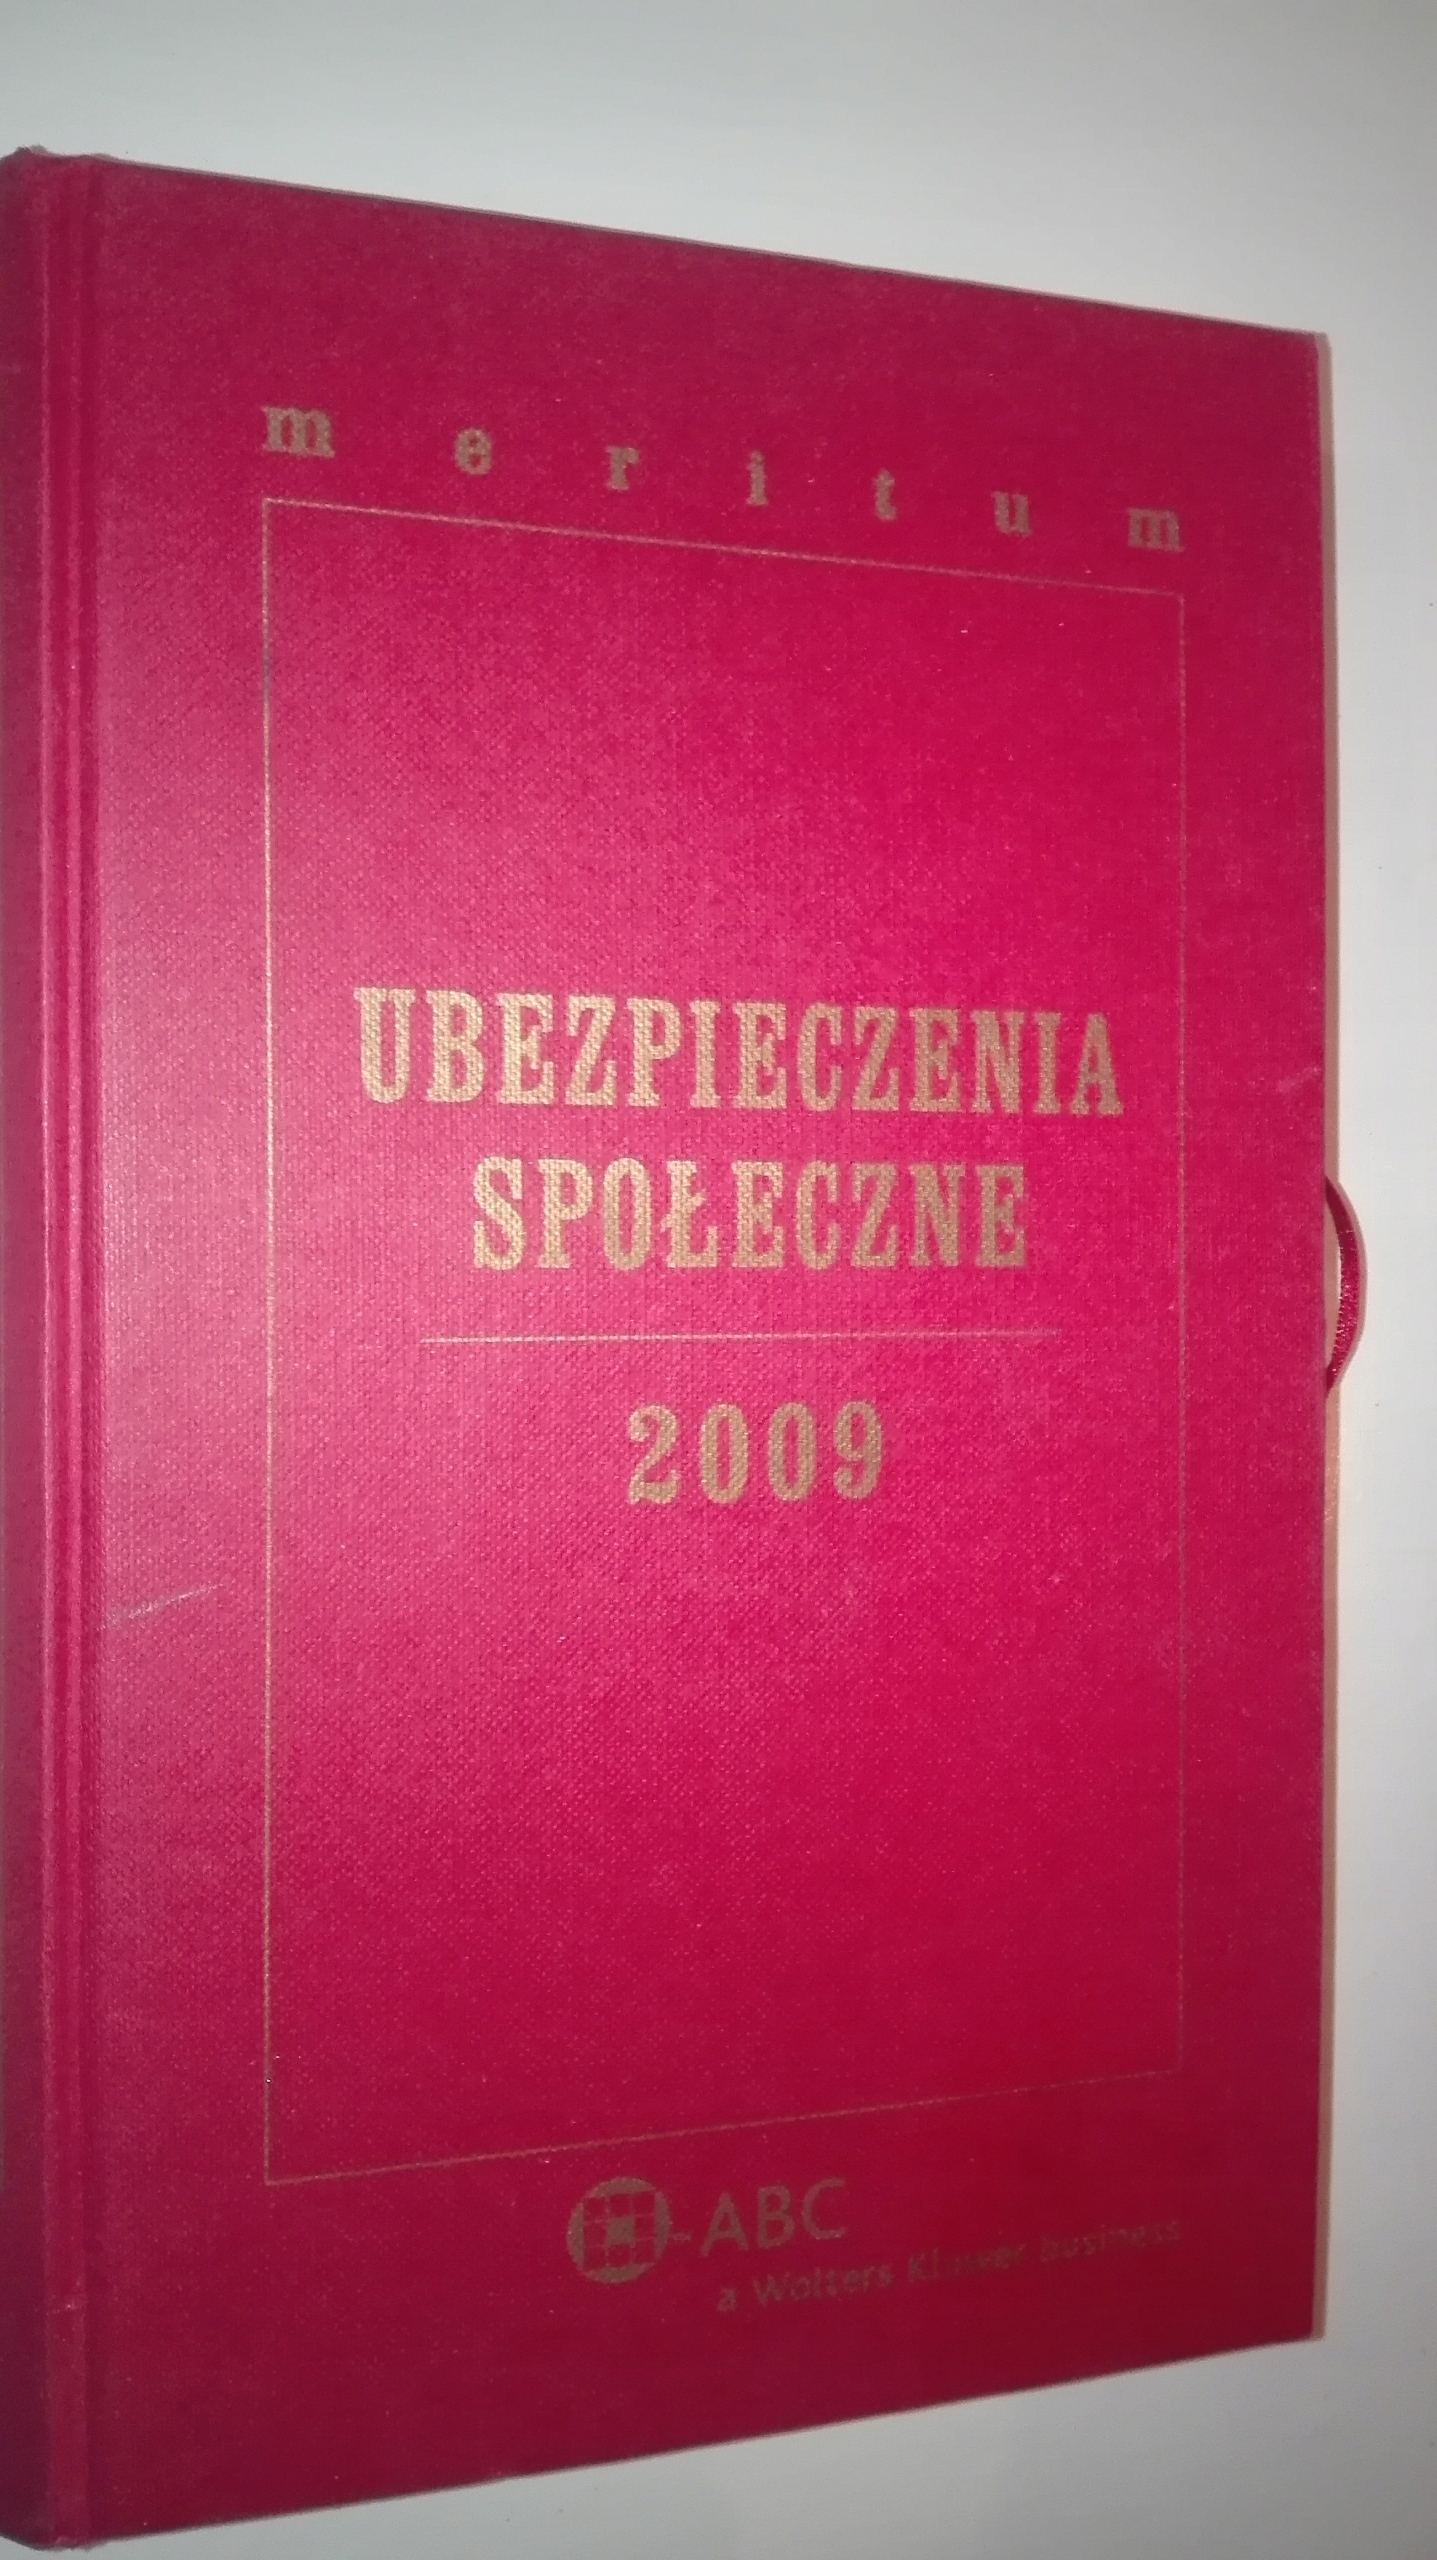 meritum
UBEZPIECZENIA
SPOŁECZNE
2009
ABC
a Wolters Kluwer business